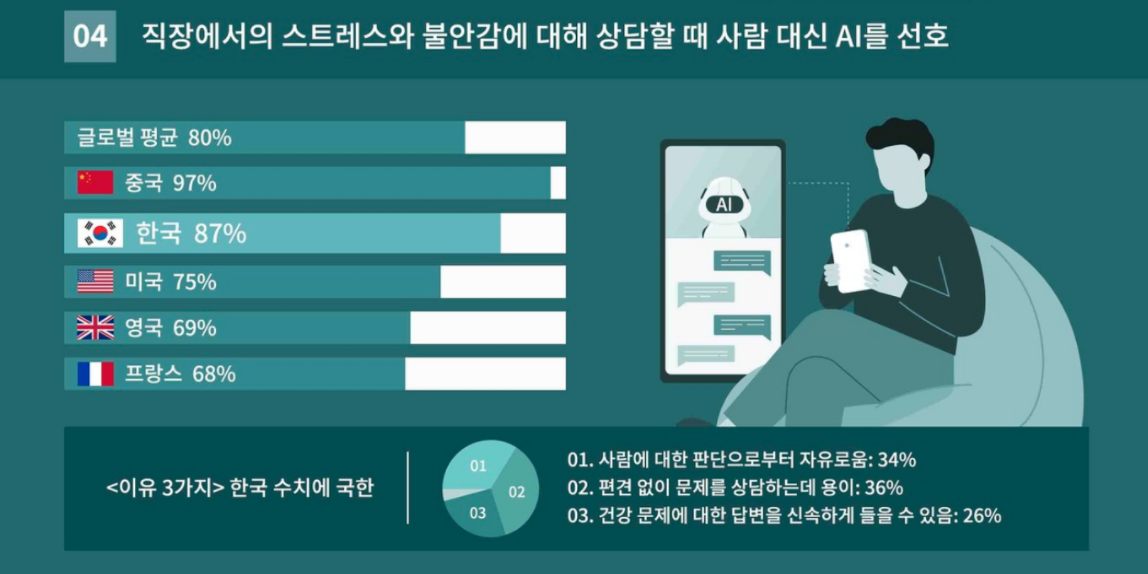 04 직장에서의 스트레스와 불안감에 대해 상담할 때 사람 대신 AI를 선호
글로벌 평균 80%
중국 97%
한국 87%
미국 75%
영국 69%
프랑스 68%
AI
<이유 3가지> 한국 수치에 국한
01
02
03
01. 사람에 대한 판단으로부터 자유로움: 34%
02. 편견 없이 문제를 상담하는데 용이: 36%
03. 건강 문제에 대한 답변을 신속하게 들을 수 있음: 26%